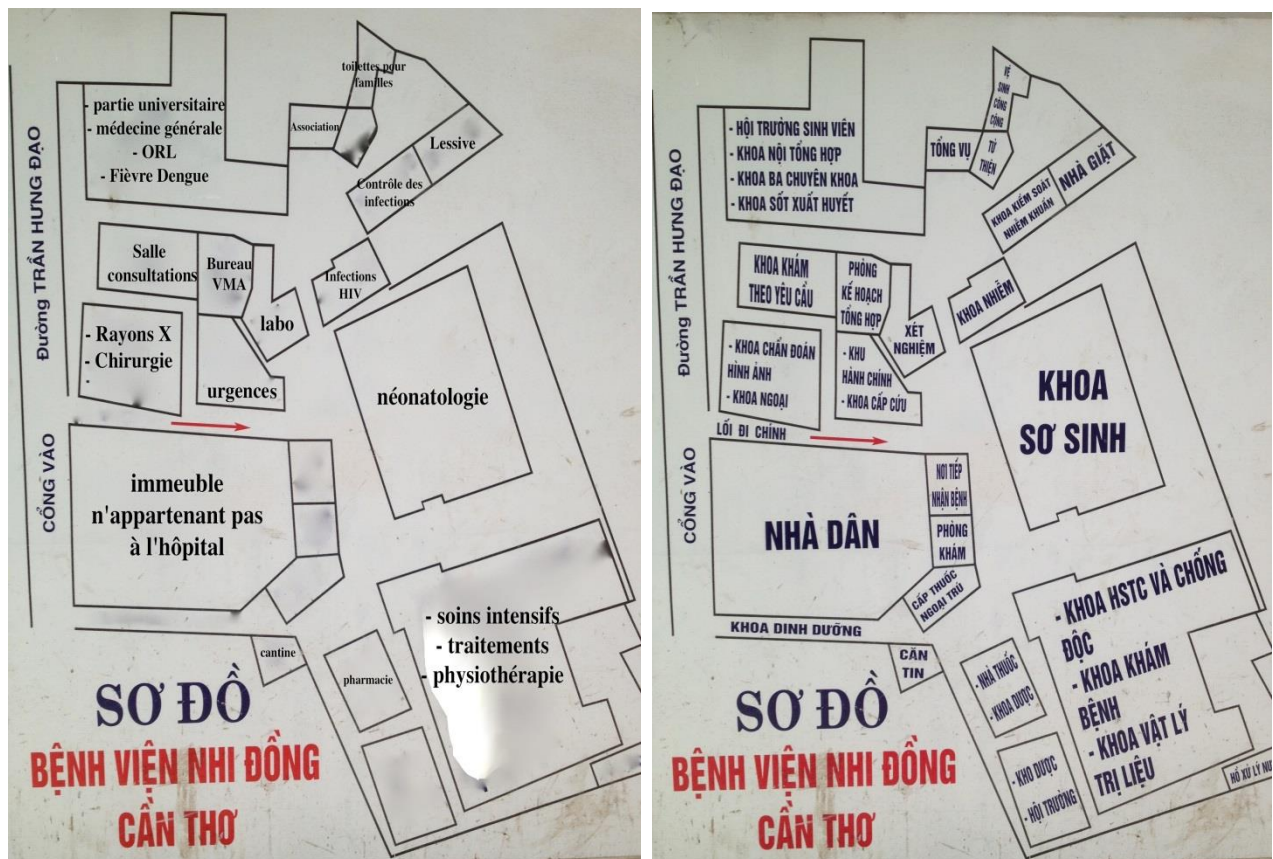 Đường TRẦN HƯNG ĐẠO
CỔNG VÀO
- partie universitaire
- médecine générale
- ORL
- Fièvre Dengue
toilettes pour
familles
Association
Lessive
Contrôle des
infections
Salle
consultations
Bureau
VMA
labo
Infections
HIV
- Rayons X
- Chirurgie
-
urgences
néonatologie
immeuble
n'appartenant pas
à l'hôpital
- soins intensifs
- traitements
- physiothérapie
cantine
pharmacie
SƠ ĐỒ
BỆNH VIỆN NHI ĐỒNG
CẦN THƠ
Đường TRẦN HƯNG ĐẠO
CỔNG VÀO
- HỘI TRƯỜNG SINH VIÊN
- KHOA NỘI TỔNG HỢP
- KHOA BA CHUYÊN KHOA
- KHOA SỐT XUẤT HUYẾT
VỆ
SINH
CÔNG
CỘNG
TỔNG VỤ
TỪ
THIỆN
NHÀ GIẶT
KHOA KIỂM SOÁT
NHIỄM KHUẨN
KHOA KHÁM
THEO YÊU CẦU
PHÒNG
KẾ HOẠCH
TỔNG HỢP
XÉT
NGHIỆM
KHOA NHIỄM
- KHOA CHẨN ĐOÁN
HÌNH ẢNH
- KHOA NGOẠI
- KHU
HÀNH CHÍNH
- KHOA CẤP CỨU
KHOA
SƠ SINH
LỐI ĐI CHÍNH
NHÀ DÂN
NƠI TIẾP
NHẬN BỆNH
PHÒNG
KHÁM
CẤP THUỐC
NGOẠI TRÚ
KHOA DINH DƯỠNG
CĂN
TIN
- NHÀ THUỐC
- KHOA DƯỢC
- KHO DƯỢC
- HỘI TRƯỜNG
- KHOA HSTC VÀ CHỐNG
ĐỘC
- KHOA KHÁM
BỆNH
- KHOA VẬT LÝ
TRỊ LIỆU
HỒ XỬ LÝ
SƠ ĐỒ
BỆNH VIỆN NHI ĐỒNG
CẦN THƠ